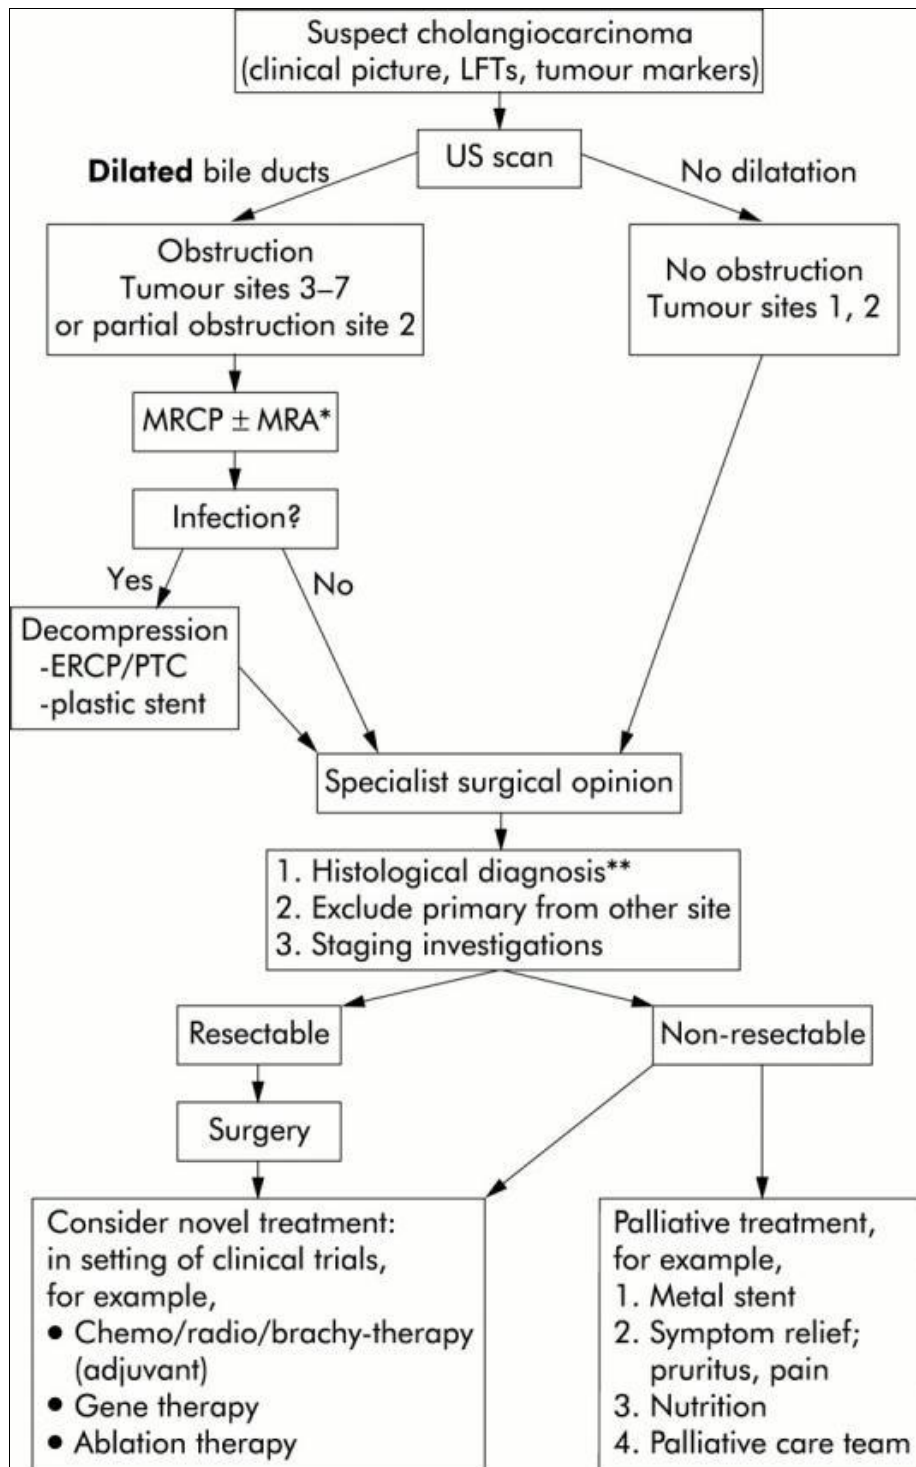 Suspect cholangiocarcinoma
(clinical picture, LFTs, tumour markers)
US scan
Dilated bile ducts
No dilatation
Obstruction
Tumour sites 3–7
or partial obstruction site 2
No obstruction
Tumour sites 1, 2
MRCP ± MRA*
Infection?
Yes
No
Decompression
-ERCP/PTC
-plastic stent
Specialist surgical opinion
1. Histological diagnosis**
2. Exclude primary from other site
3. Staging investigations
Resectable
Non-resectable
Surgery
Consider novel treatment:
in setting of clinical trials,
for example,
• Chemo/radio/brachy-therapy
(adjuvant)
• Gene therapy
• Ablation therapy
Palliative treatment,
for example,
1. Metal stent
2. Symptom relief;
pruritus, pain
3. Nutrition
4. Palliative care team